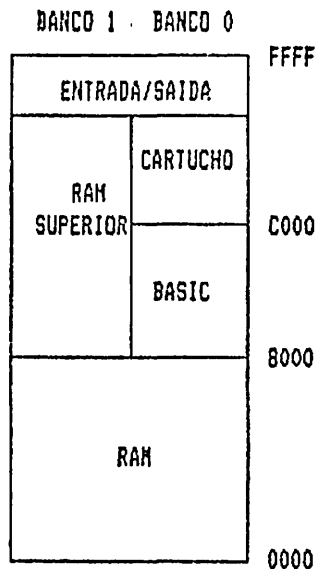 BANCO 1 - BANCO 0
FFFF
ENTRADA/SAIDA
CARTUCHO
RAM
SUPERIOR
C000
BASIC
8000
RAM
0000